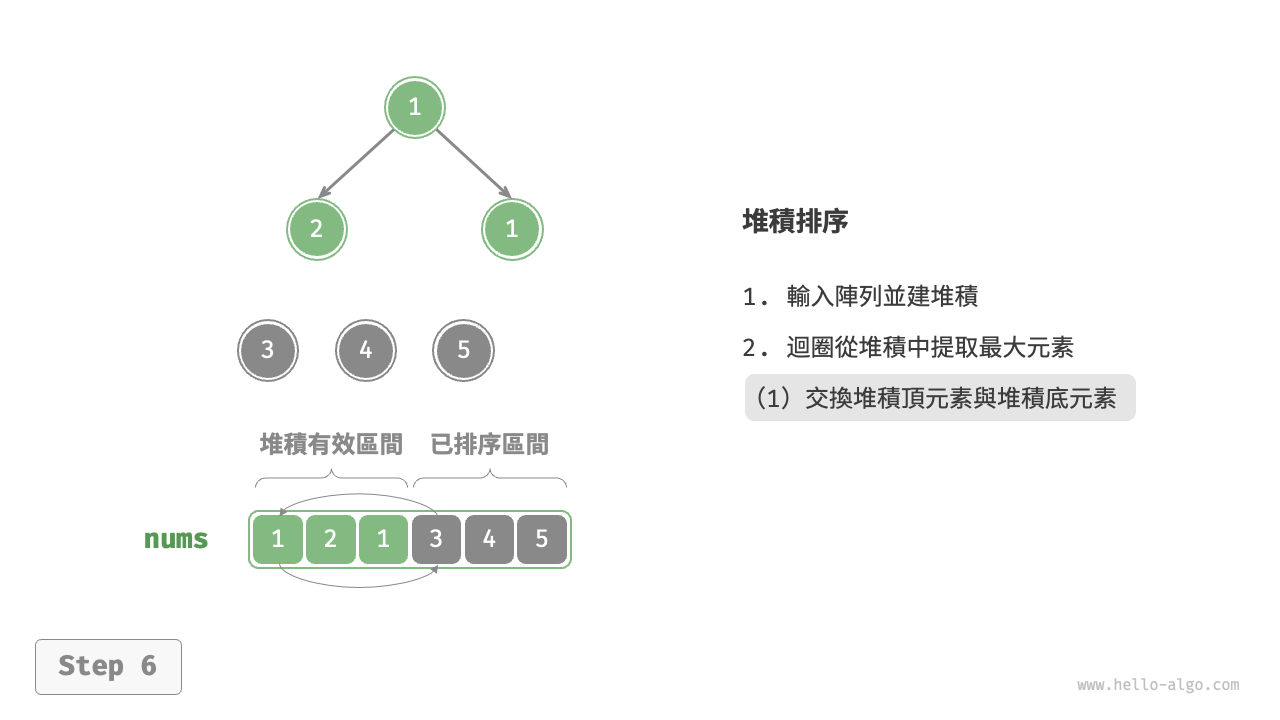 1
2 1
3 4 5
堆積有效區間 已排序區間
nums 1 2 1 3 4 5
Step 6
堆積排序
1. 輸入陣列並建堆積
2. 迴圈從堆積中提取最大元素
（1）交換堆積頂元素與堆積底元素
www.hello-algo.com